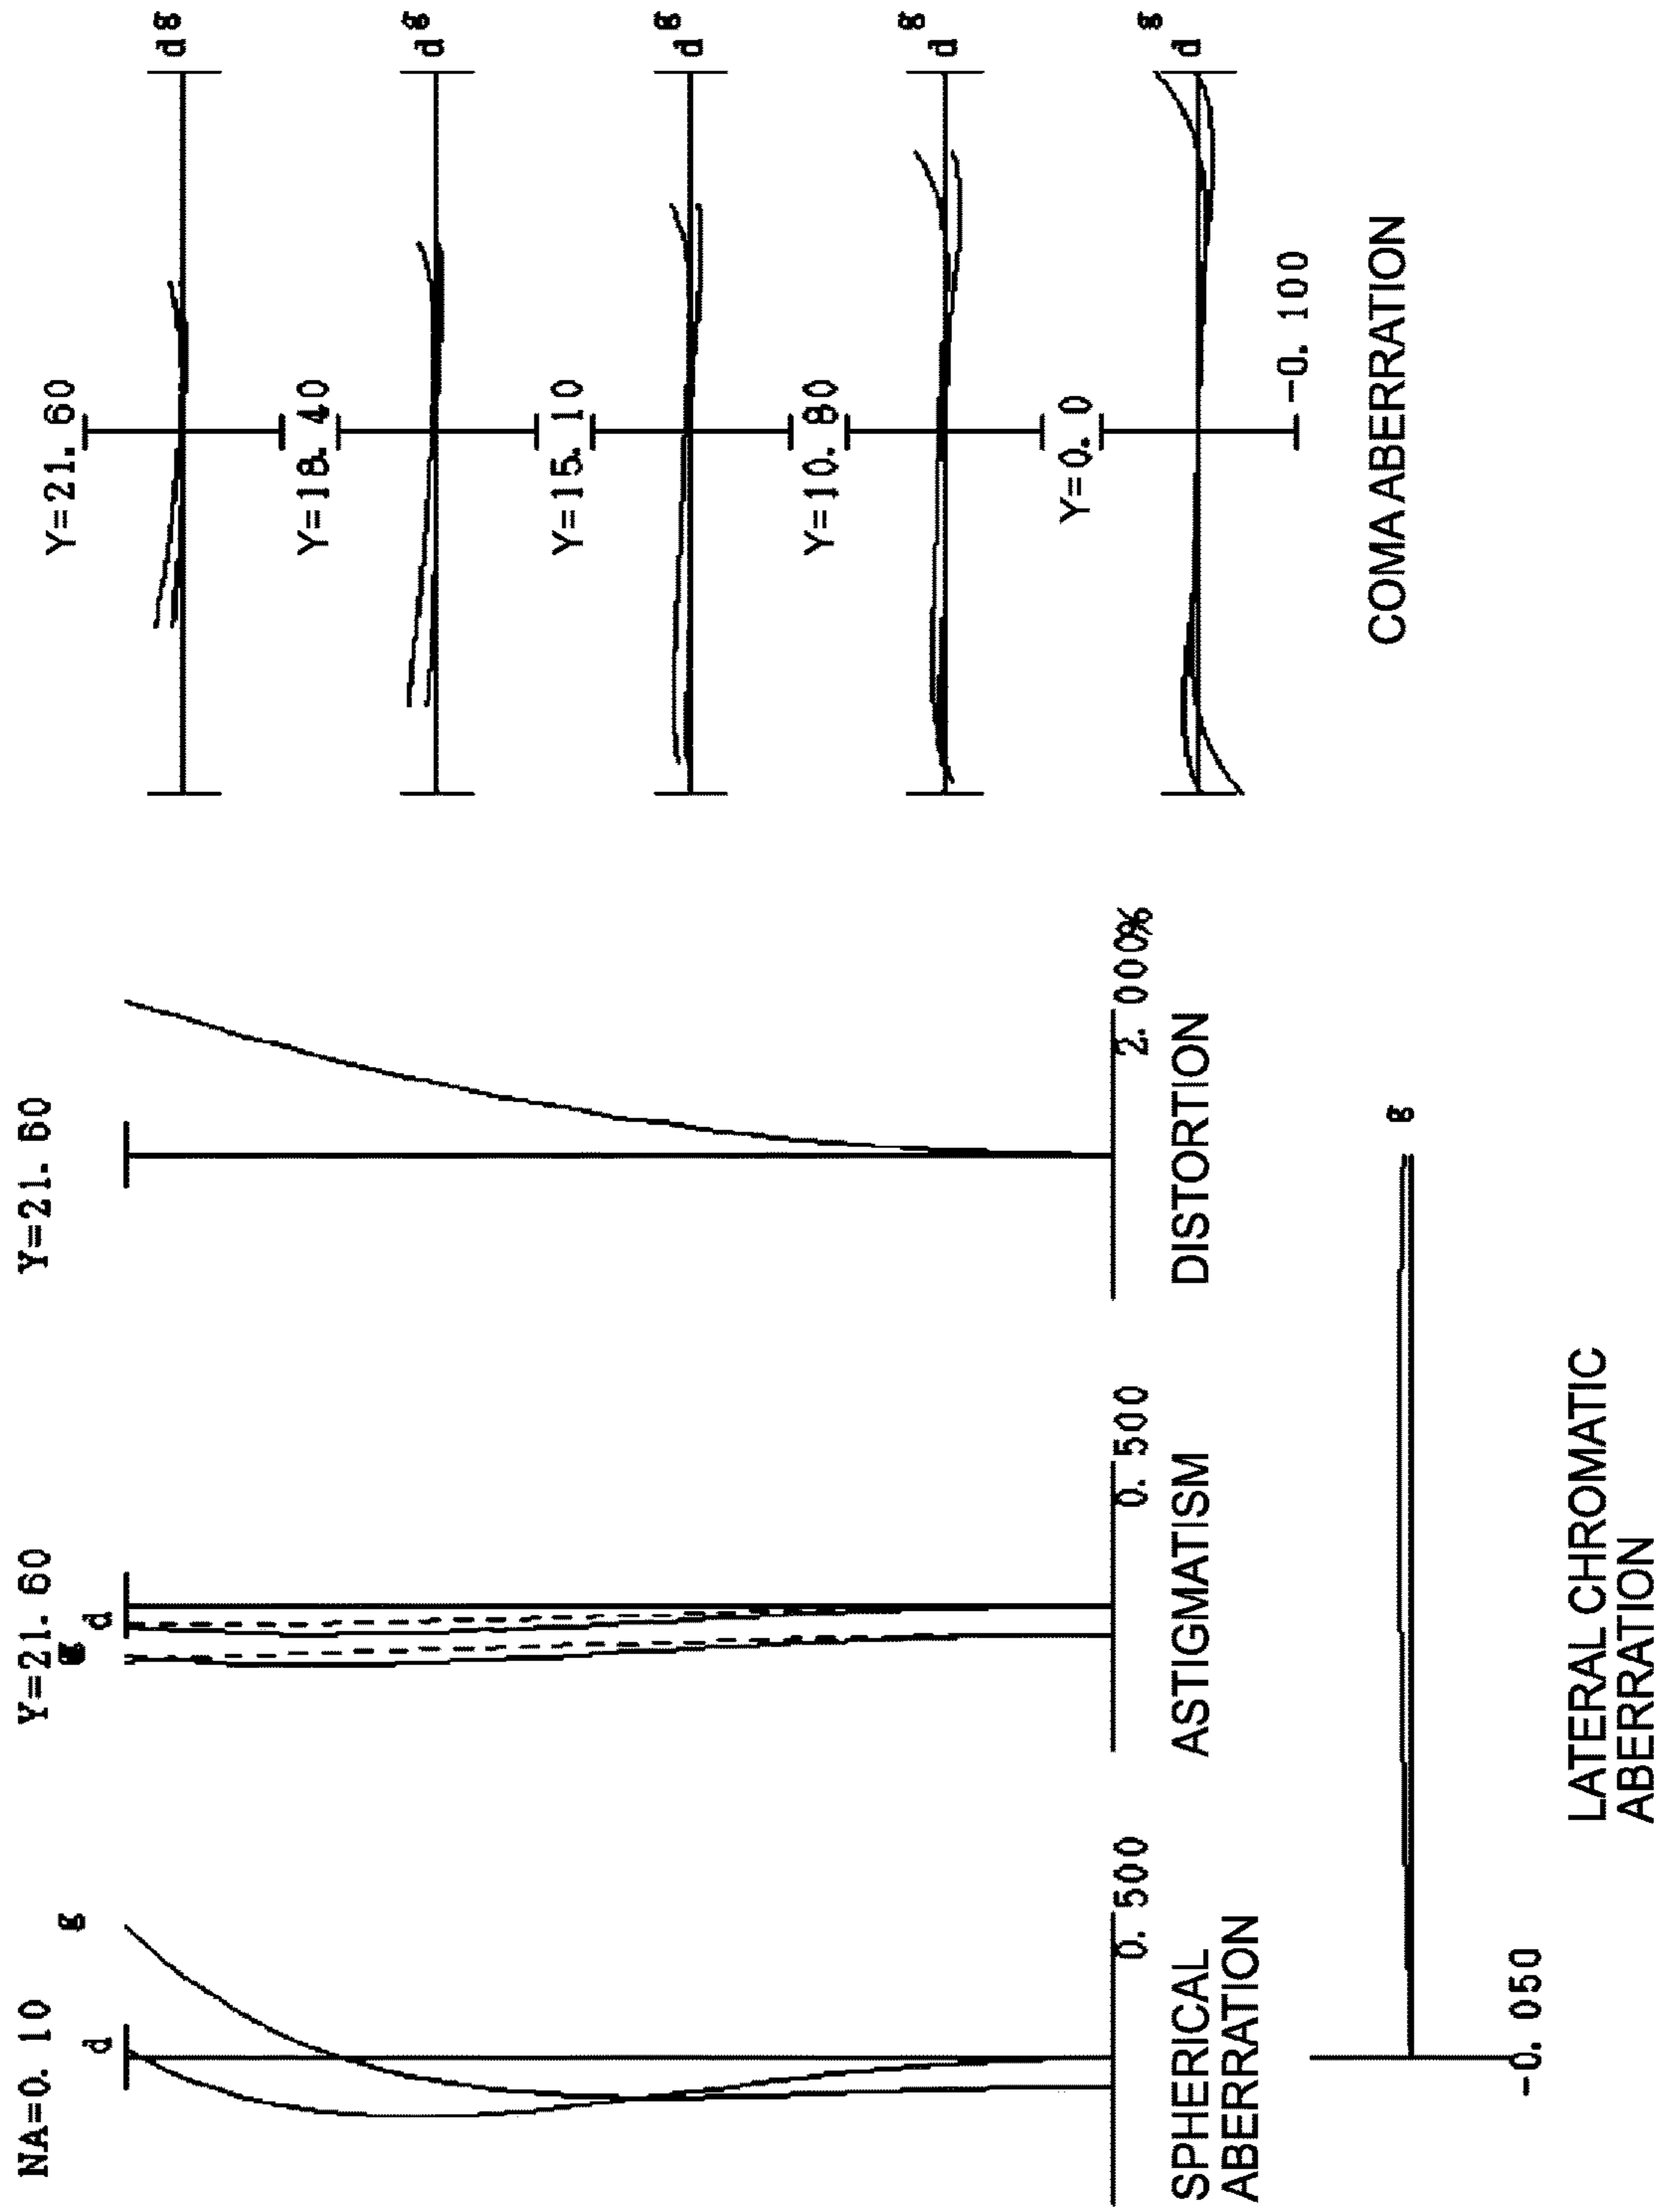 NA=0.10
d
g
0.500
SPHERICAL
ABERRATION
Y=21.60
d
0.500
ASTIGMATISM
Y=21.60
2.000%
DISTORTION
Y=21.60
g
d
Y=18.40
g
d
Y=15.10
g
d
Y=10.80
g
d
Y=0.0
g
d
-0.100
COMA ABERRATION
g
-0.050
LATERAL CHROMATIC
ABERRATION